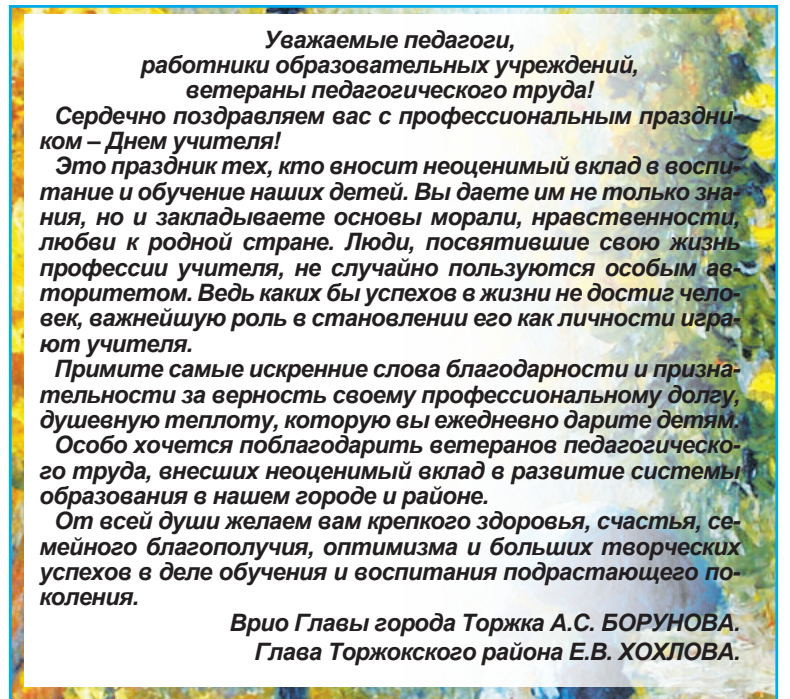 Уважаемые педагоги,
работники образовательных учреждений,
ветераны педагогического труда!
Сердечно поздравляем вас с профессиональным праздни-
ком – Днем учителя!
Это праздник тех, кто вносит неоценимый вклад в воспи-
тание и обучение наших детей. Вы даете им не только зна-
ния, но и закладываете основы морали, нравственности,
любви к родной стране. Люди, посвятившие свою жизнь
профессии учителя, не случайно пользуются особым ав-
торитетом. Ведь каких бы успехов в жизни не достиг чело-
век, важнейшую роль в становлении его как личности игра-
ют учителя.
Примите самые искренние слова благодарности и призна-
тельности за верность своему профессиональному долгу,
душевную теплоту, которую вы ежедневно дарите детям.
Особо хочется поблагодарить ветеранов педагогическо-
го труда, внесших неоценимый вклад в развитие системы
образования в нашем городе и районе.
От всей души желаем вам крепкого здоровья, счастья, се-
мейного благополучия, оптимизма и больших творческих
успехов в деле обучения и воспитания подрастающего по-
коления.
Врио Главы города Торжка А.С. БОРУНОВА.
Глава Торжокского района Е.В. ХОХЛОВА.